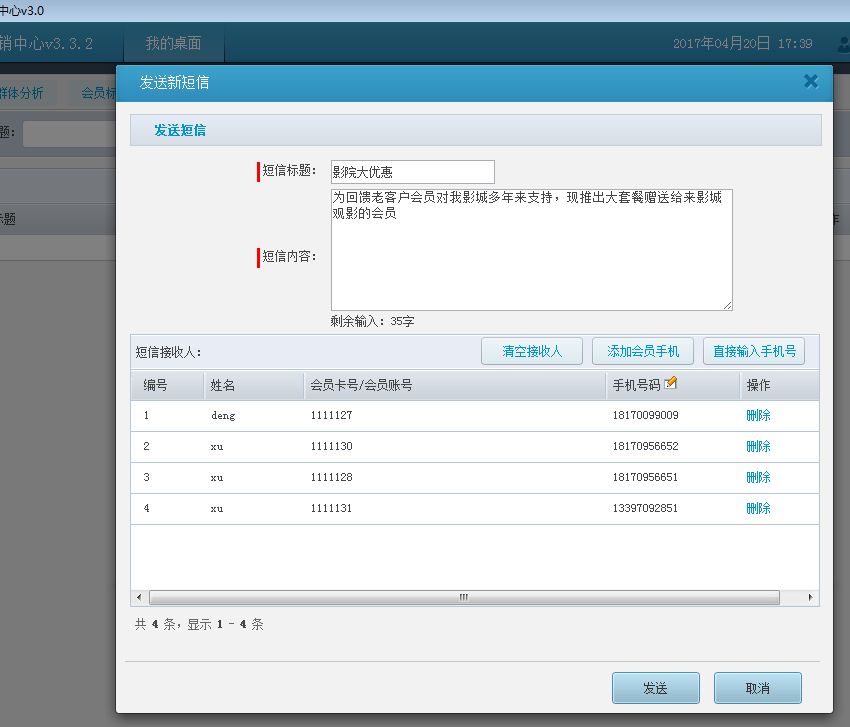 中心v3.0
销中心v3.3.2
我的桌面
2017年04月20日 17:39
发送新短信
群体分析
会员标
发送短信
题:
短信标题:
影院大优惠
短信内容:
为回馈老客户会员对我影城多年来支持，现推出大套餐赠送给来影城
观影的会员
标题
作
剩余输入: 35字
短信接收人:
清空接收人
添加会员手机
直接输入手机号
编号 姓名 会员卡号/会员账号 手机号码 操作
1 deng 1111127 18170099009 删除
2 xu 1111130 18170956652 删除
3 xu 1111128 18170956651 删除
4 xu 1111131 13397092851 删除
共 4 条，显示 1 - 4 条
发送
取消